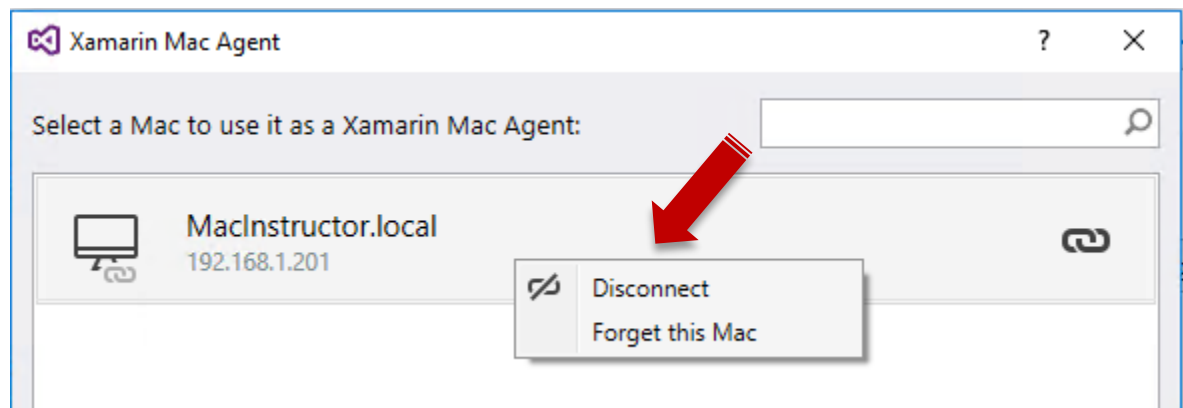 Xamarin Mac Agent
?
Select a Mac to use it as a Xamarin Mac Agent:
MacInstructor.local
192.168.1.201
Disconnect
Forget this Mac